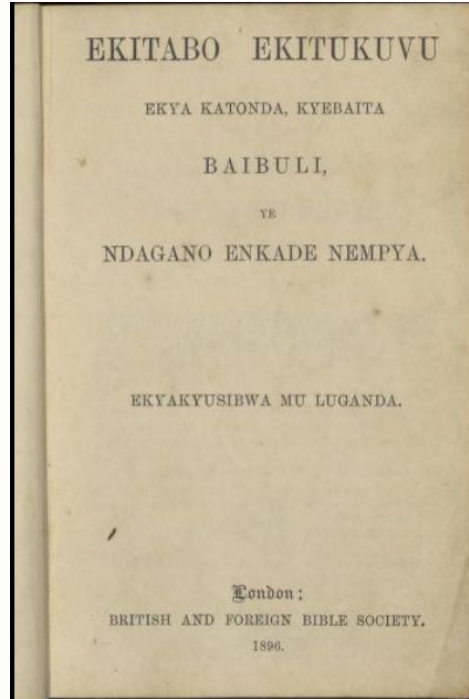 EKITABO EKITUKUVU
EKYA KATONDA, KYEBAITA
BAIBULI,
YE
NDAGANO ENKADE NEMPYA.
EKYAKYUSIBWA MU LUGANDA.
London:
BRITISH AND FOREIGN BIBLE SOCIETY.
1896.